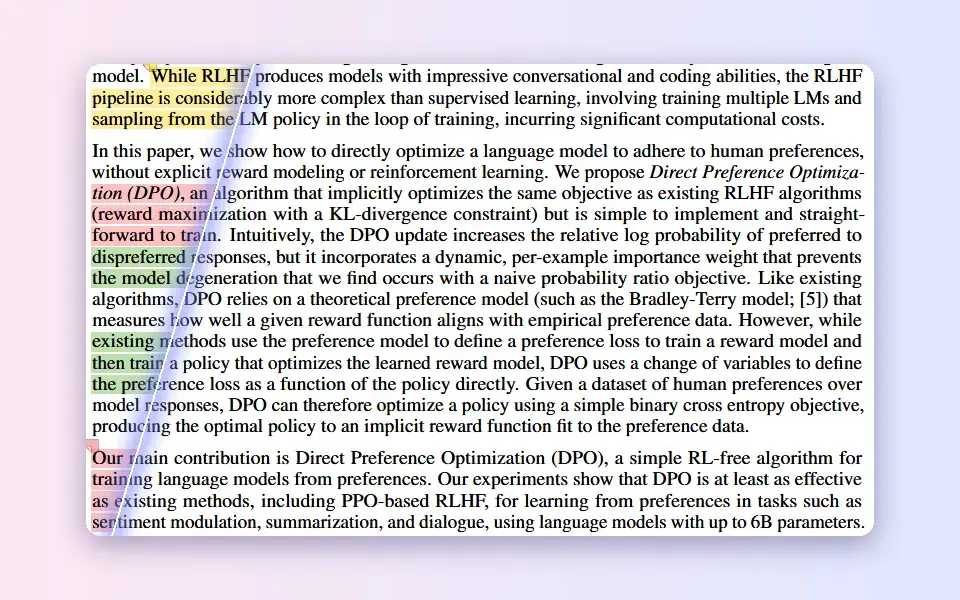 model. While RLHF produces models with impressive conversational and coding abilities, the RLHF
pipeline is considerably more complex than supervised learning, involving training multiple LMs and
sampling from the LM policy in the loop of training, incurring significant computational costs.
In this paper, we show how to directly optimize a language model to adhere to human preferences,
without explicit reward modeling or reinforcement learning. We propose Direct Preference Optimiza-
tion (DPO), an algorithm that implicitly optimizes the same objective as existing RLHF algorithms
(reward maximization with a KL-divergence constraint) but is simple to implement and straight-
forward to train. Intuitively, the DPO update increases the relative log probability of preferred to
dispreferred responses, but it incorporates a dynamic, per-example importance weight that prevents
the model degeneration that we find occurs with a naive probability ratio objective. Like existing
algorithms, DPO relies on a theoretical preference model (such as the Bradley-Terry model; [5]) that
measures how well a given reward function aligns with empirical preference data. However, while
existing methods use the preference model to define a preference loss to train a reward model and
then train a policy that optimizes the learned reward model, DPO uses a change of variables to define
the preference loss as a function of the policy directly. Given a dataset of human preferences over
model responses, DPO can therefore optimize a policy using a simple binary cross entropy objective,
producing the optimal policy to an implicit reward function fit to the preference data.
Our main contribution is Direct Preference Optimization (DPO), a simple RL-free algorithm for
training language models from preferences. Our experiments show that DPO is at least as effective
as existing methods, including PPO-based RLHF, for learning from preferences in tasks such as
sentiment modulation, summarization, and dialogue, using language models with up to 6B parameters.